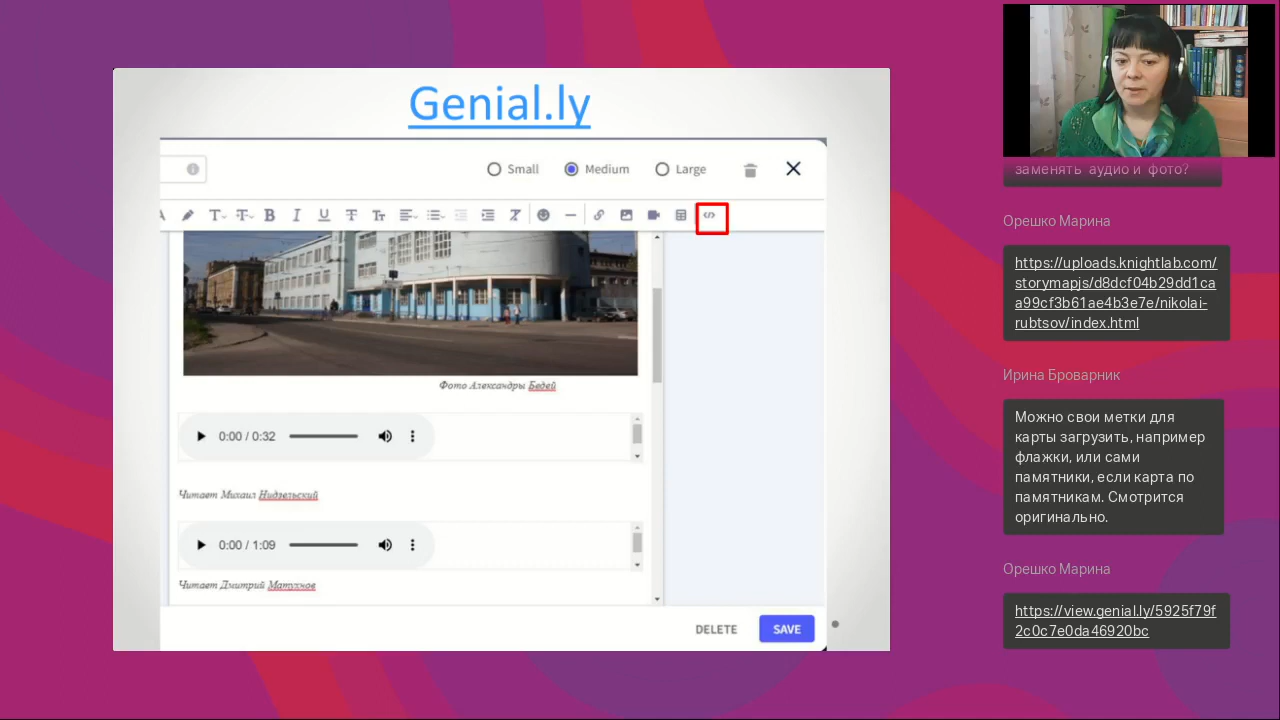 Genial.ly
Small
Medium
Large
Фото Александры Бедей
0:00 / 0:32
Читает Михаил Нидзельский
0:00 / 1:09
Читает Дмитрий Матухнов
DELETE
SAVE
заменять аудио и фото?
Орешко Марина
https://uploads.knightlab.com/
storymapjs/d8dcf04b29dd1ca
a99cf3b61ae4b3e7e/nikolai-
rubtsov/index.html
Ирина Броварник
Можно свои метки для
карты загрузить, например
флажки, или сами
памятники, если карта по
памятникам. Смотрится
оригинально.
Орешко Марина
https://view.genial.ly/5925f79f
2c0c7e0da46920bc